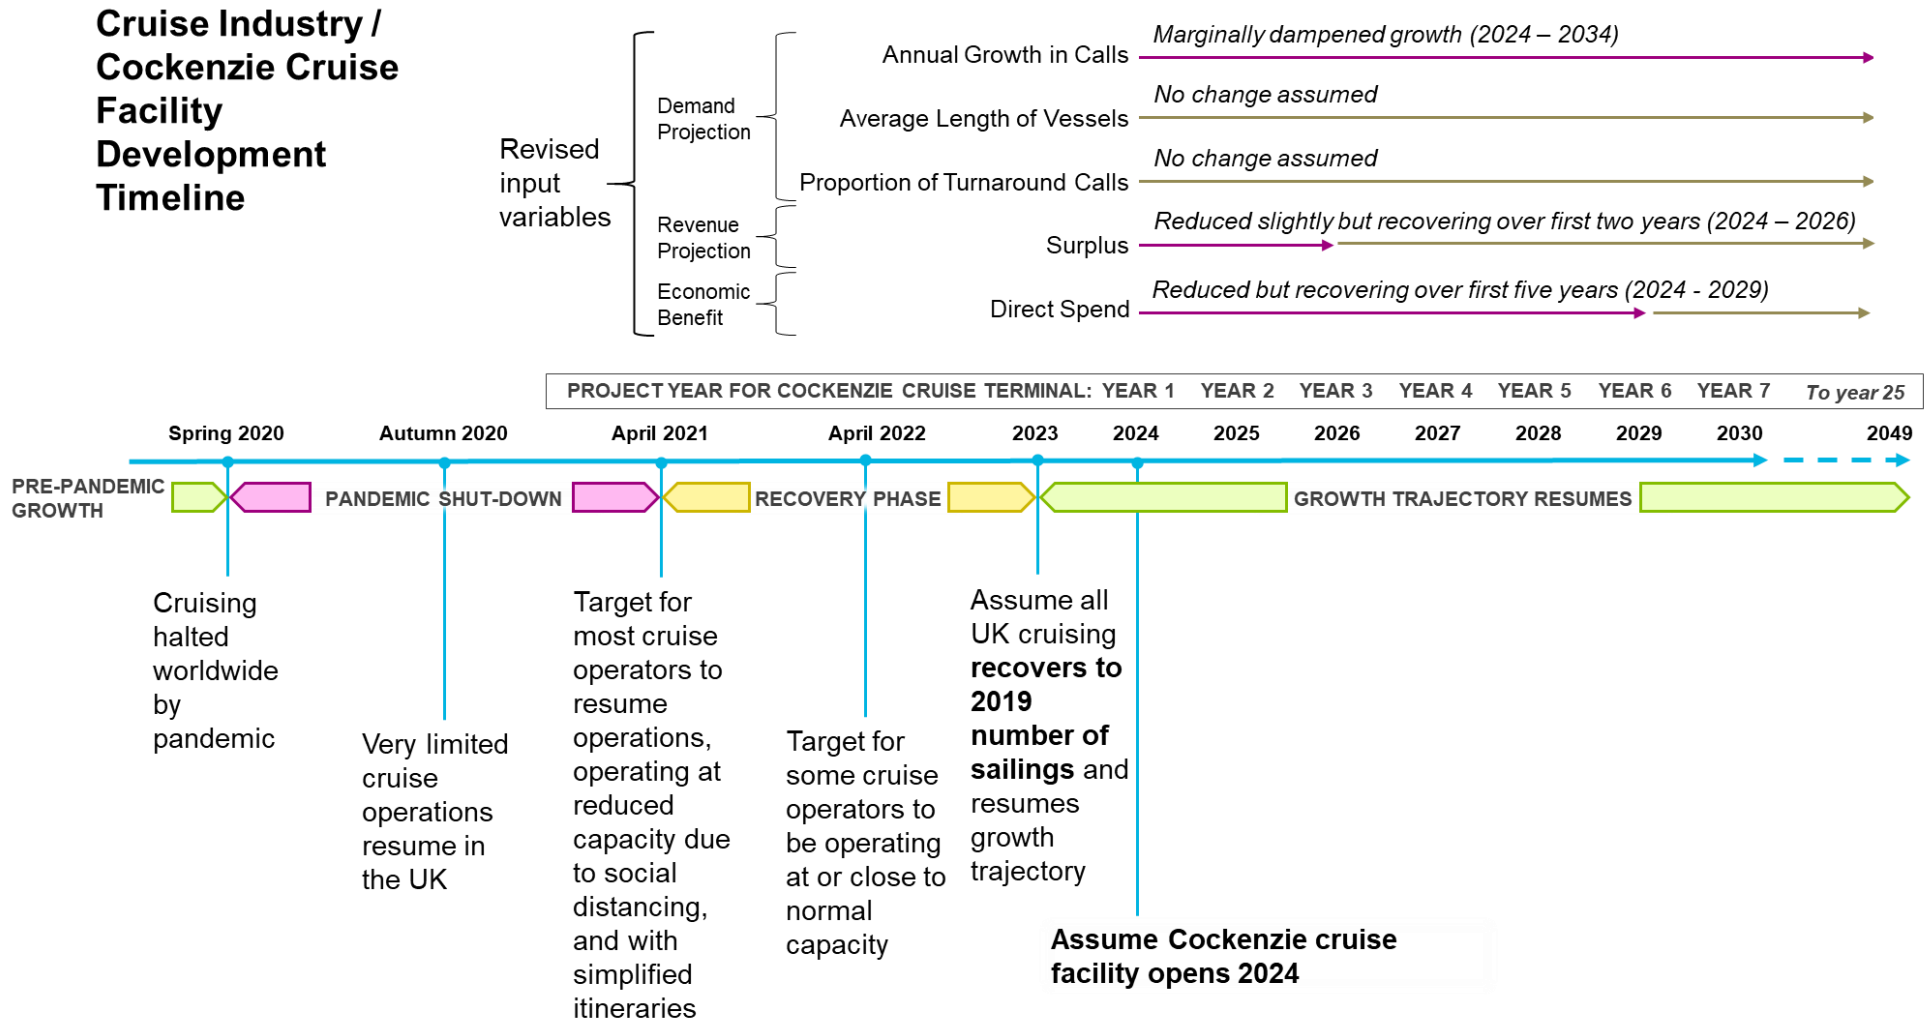 Cruise Industry /
Cockenzie Cruise
Facility
Development
Timeline
Revised
input
variables
Demand
Projection
Revenue
Projection
Economic
Benefit
Annual Growth in Calls
Marginally dampened growth (2024 – 2034)
Average Length of Vessels
No change assumed
Proportion of Turnaround Calls
No change assumed
Surplus
Reduced slightly but recovering over first two years (2024 – 2026)
Direct Spend
Reduced but recovering over first five years (2024 - 2029)
PROJECT YEAR FOR COCKENZIE CRUISE TERMINAL: YEAR 1 YEAR 2 YEAR 3 YEAR 4 YEAR 5 YEAR 6 YEAR 7 To year 25
Spring 2020 Autumn 2020 April 2021 April 2022 2023 2024 2025 2026 2027 2028 2029 2030 2049
PRE-PANDEMIC
GROWTH
PANDEMIC SHUT-DOWN
RECOVERY PHASE
GROWTH TRAJECTORY RESUMES
Cruising
halted
worldwide
by
pandemic
Very limited
cruise
operations
resume in
the UK
Target for
most cruise
operators to
resume
operations,
operating at
reduced
capacity due
to social
distancing,
and with
simplified
itineraries
Target for
some cruise
operators to
be operating
at or close to
normal
capacity
Assume all
UK cruising
recovers to
2019
number of
sailings and
resumes
growth
trajectory
Assume Cockenzie cruise
facility opens 2024